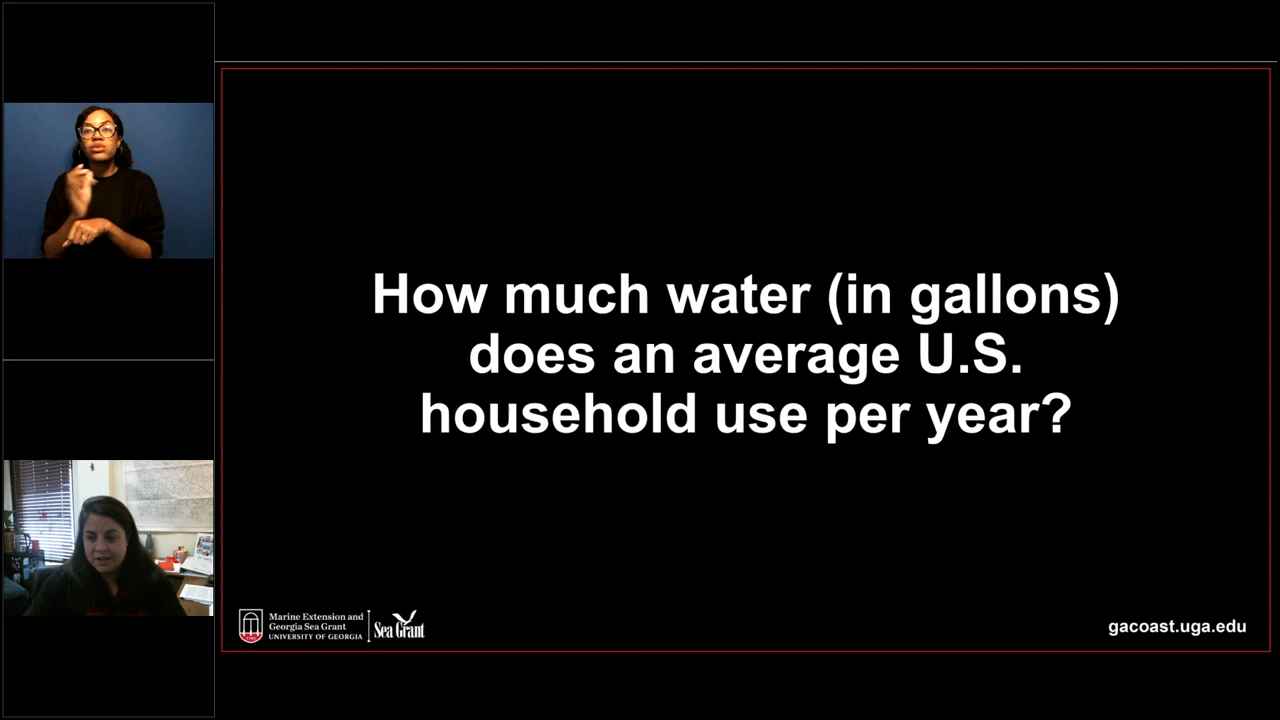 How much water (in gallons)
does an average U.S.
household use per year?
Marine Extension and
Georgia Sea Grant
UNIVERSITY OF GEORGIA
Sea Grant
gacoast.uga.edu